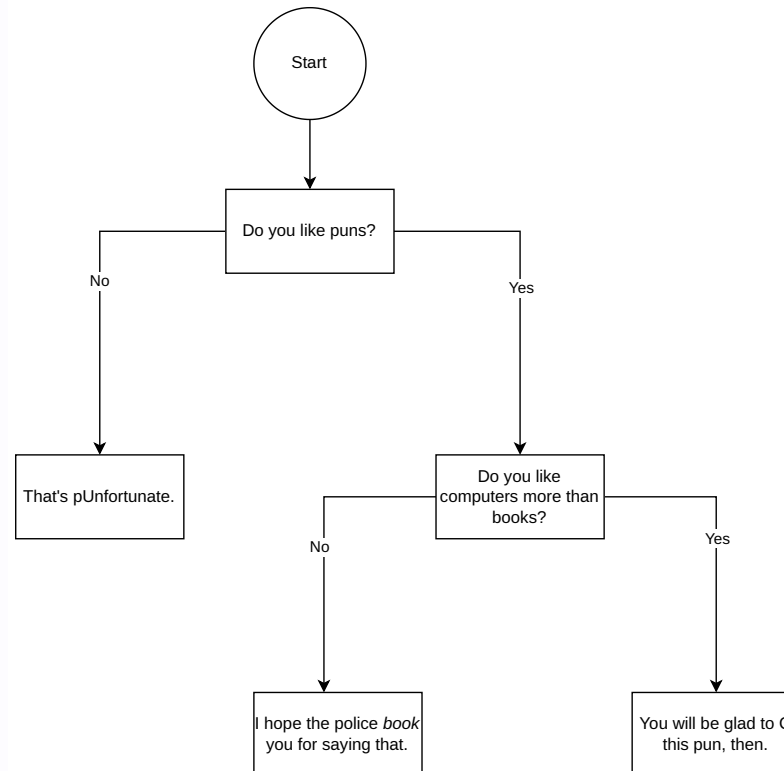 Start
Do you like puns?
No
Yes
That's pUnfortunate.
Do you like
computers more than
books?
No
Yes
I hope the police book
you for saying that.
You will be glad to
this pun, then.